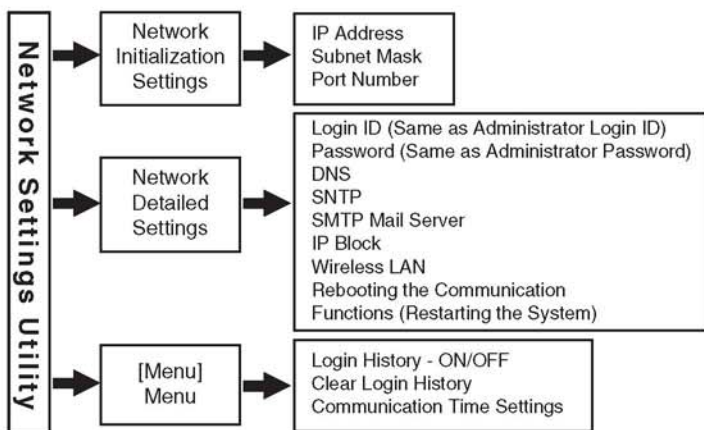 Network Settings Utility
Network
Initialization
Settings
IP Address
Subnet Mask
Port Number
Network
Detailed
Settings
Login ID (Same as Administrator Login ID)
Password (Same as Administrator Password)
DNS
SNTP
SMTP Mail Server
IP Block
Wireless LAN
Rebooting the Communication
Functions (Restarting the System)
[Menu]
Menu
Login History - ON/OFF
Clear Login History
Communication Time Settings